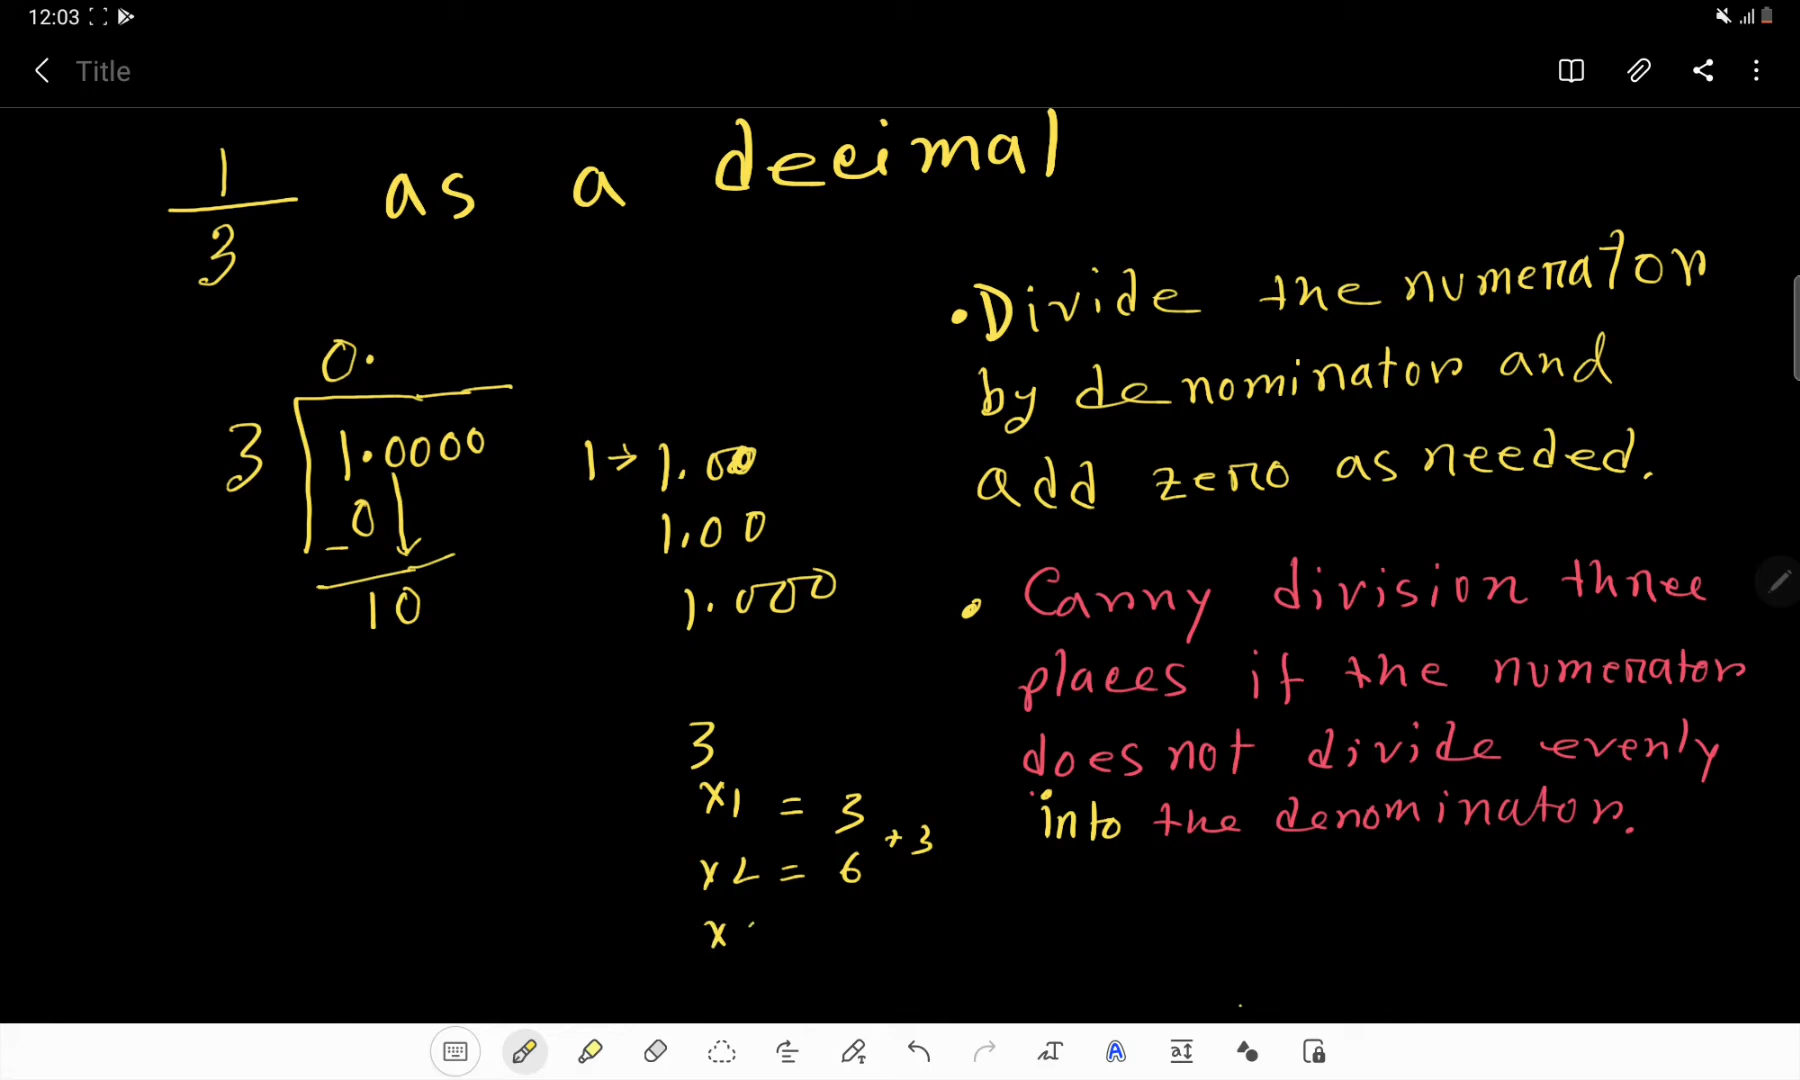 12:03
Title
1
3
as a decimal
0.
3 1.0000
0
10
1 → 1.00
1.00
1.000
3
x1 = 3
+3
x2 = 6
x
• Divide the numerator
by denominator and
add zero as needed.
• Carry division three
places if the numerator
does not divide evenly
into the denominator.